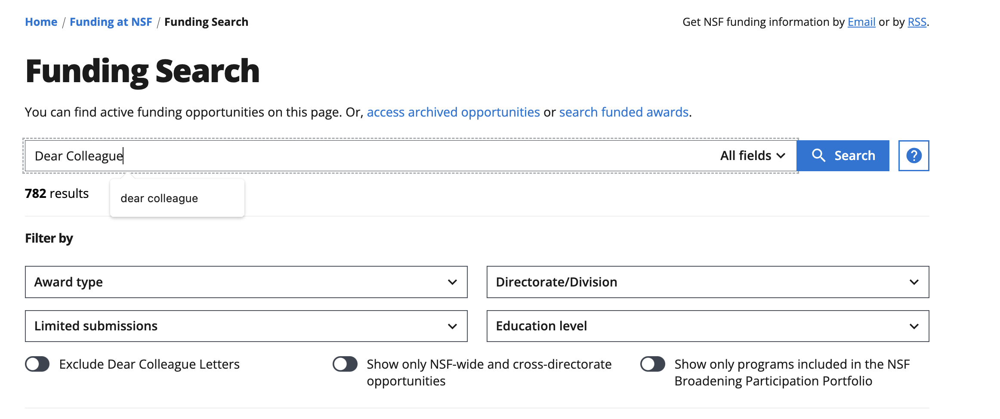 Home / Funding at NSF / Funding Search
Get NSF funding information by Email or by RSS.
Funding Search
You can find active funding opportunities on this page. Or, access archived opportunities or search funded awards.
Dear Colleague
All fields
Search
?
dear colleague
782 results
Filter by
Award type
Directorate/Division
Limited submissions
Education level
Exclude Dear Colleague Letters
Show only NSF-wide and cross-directorate
opportunities
Show only programs included in the NSF
Broadening Participation Portfolio